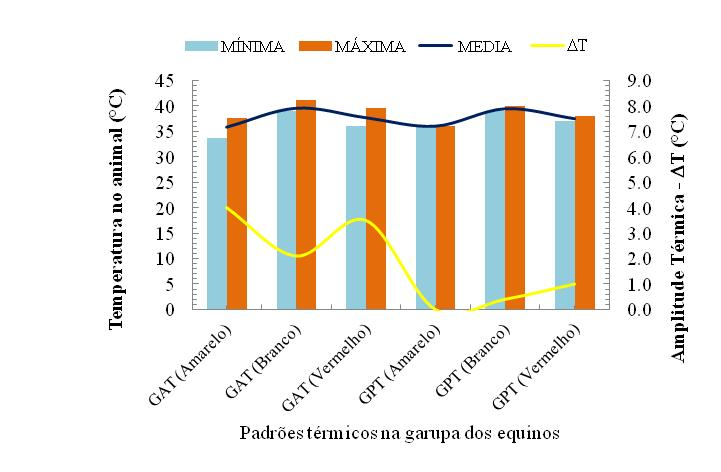 MÍNIMA MÁXIMA MEDIA ΔT
Temperatura no animal (°C)
45
40
35
30
25
20
15
10
5
0
9.0
8.0
7.0
6.0
5.0
4.0
3.0
2.0
1.0
0.0
Amplitude Térmica - ΔT (°C)
GAT (Amarelo)
GAT (Branco)
GAT (Vermelho)
GPT (Amarelo)
GPT (Branco)
GPT (Vermelho)
Padrões térmicos na garupa dos equinos